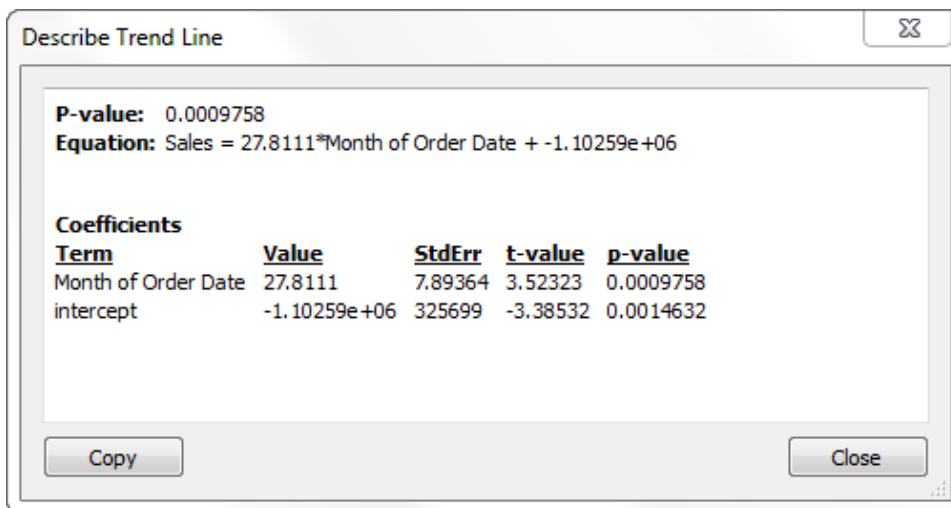 Describe Trend Line
P-value: 0.0009758
Equation: Sales = 27.8111*Month of Order Date + -1.10259e+06
Coefficients
Term Value StdErr t-value p-value
Month of Order Date 27.8111 7.89364 3.52323 0.0009758
intercept -1.10259e+06 325699 -3.38532 0.0014632
Copy Close